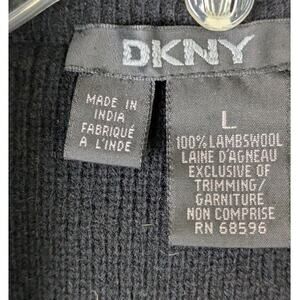 DKNY
MADE IN
INDIA
FABRIQUÉ
A L'INDE
L
100% LAMBSWOOL
LAINE D'AGNEAU
EXCLUSIVE OF
TRIMMING/
GARNITURE
NON COMPRISE
RN 68596